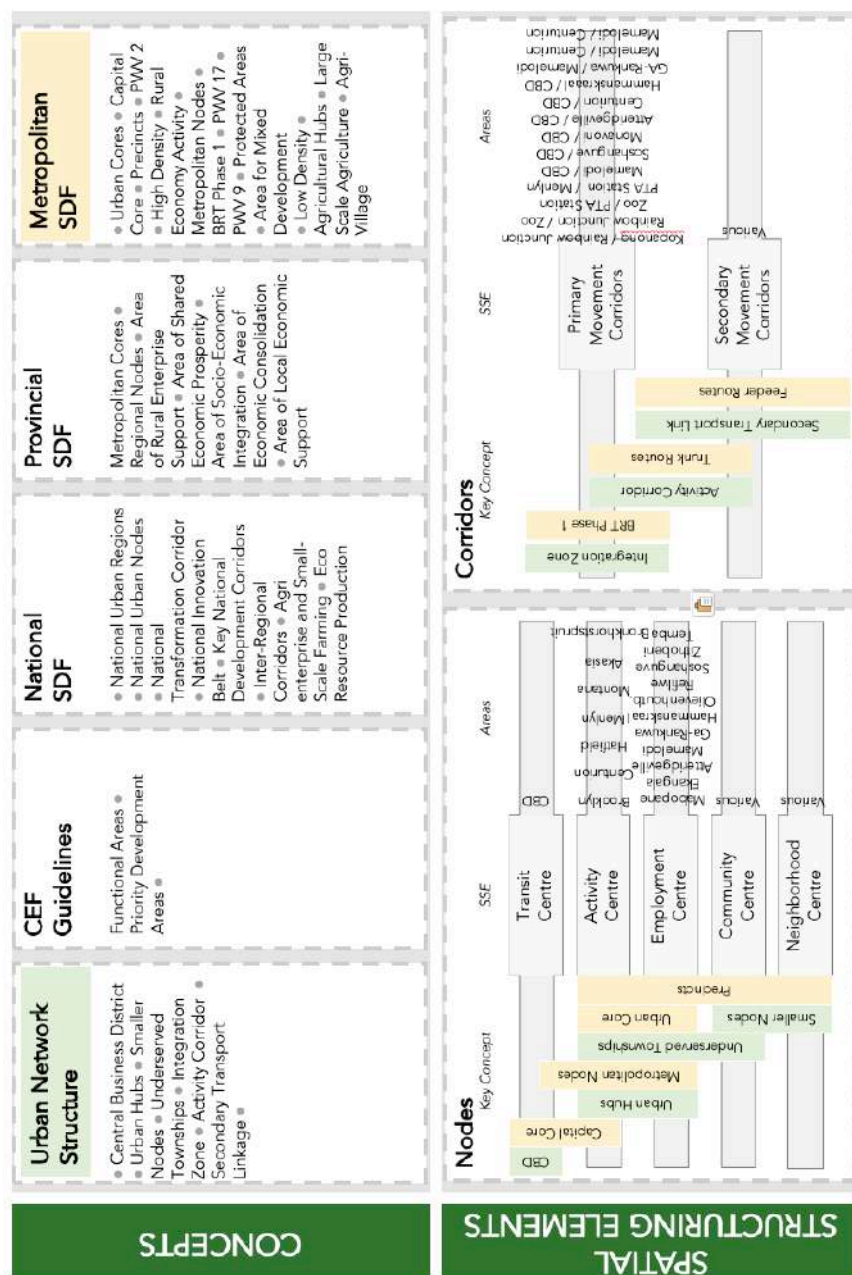 CONCEPTS
Urban Network
Structure
• Central Business District
• Urban Hubs • Smaller
Nodes • Underserved
Townships • Integration
Zone • Activity Corridor •
Secondary Transport
Linkage •
CEF
Guidelines
Functional Areas •
Priority Development
Areas •
National
SDF
• National Urban Regions
• National Urban Nodes
• National
Transformation Corridor
• National Innovation
Belt • Key National
Development Corridors
• Inter-Regional
Corridors • Agri
enterprise and Small-
Scale Farming • Eco
Resource Production
Provincial
SDF
Metropolitan Cores •
Regional Nodes • Area
of Rural Enterprise
Support • Area of Shared
Economic Prosperity •
Area of Socio-Economic
Integration • Area of
Economic Consolidation
• Area of Local Economic
Support
Metropolitan
SDF
• Urban Cores • Capital
Core • Precincts • PWV 2
• High Density • Rural
Economy Activity •
Metropolitan Nodes •
BRT Phase 1 • PWV 17 •
PWV 9 • Protected Areas
• Area for Mixed
Development
• Low Density •
Agricultural Hubs • Large
Scale Agriculture • Agri-
Village
SPATIAL
STRUCTURING ELEMENTS
Nodes
Key Concept
SSE
Areas
CBD
Capital Core
Urban Hubs
Metropolitan Nodes
Underserved Townships
Urban Core
Smaller Nodes
Precincts
Transit
Centre
CBD
Activity
Centre
Brooklyn
Centurion
Hatfield
Menlyn
Montana
Akasia
Employment
Centre
Mabopane
Ekangala
Atteridgeville
Mamelodi
Ga-Rankuwa
Hammanskraal
Olievenhoutb.
Refilwe
Soshanguve
Zithobeni
Temba
Bronkhorstspruit
Community
Centre
Various
Neighborhood
Centre
Various
Corridors
Key Concept
SSE
Areas
Integration Zone
BRT Phase 1
Activity Corridor
Trunk Routes
Secondary Transport Link
Feeder Routes
Primary
Movement
Corridors
Kopanong / Rainbow Junction
Rainbow Junction / Zoo
Zoo / PTA Station
PTA Station / Menlyn
Mamelodi / CBD
Soshanguve / CBD
Monavoni / CBD
Atteridgeville / CBD
Centurion / CBD
Hammanskraal / CBD
GA-Rankuwa / Mamelodi
Mamelodi / Centurion
Mamelodi / Centurion
Secondary
Movement
Corridors
Various